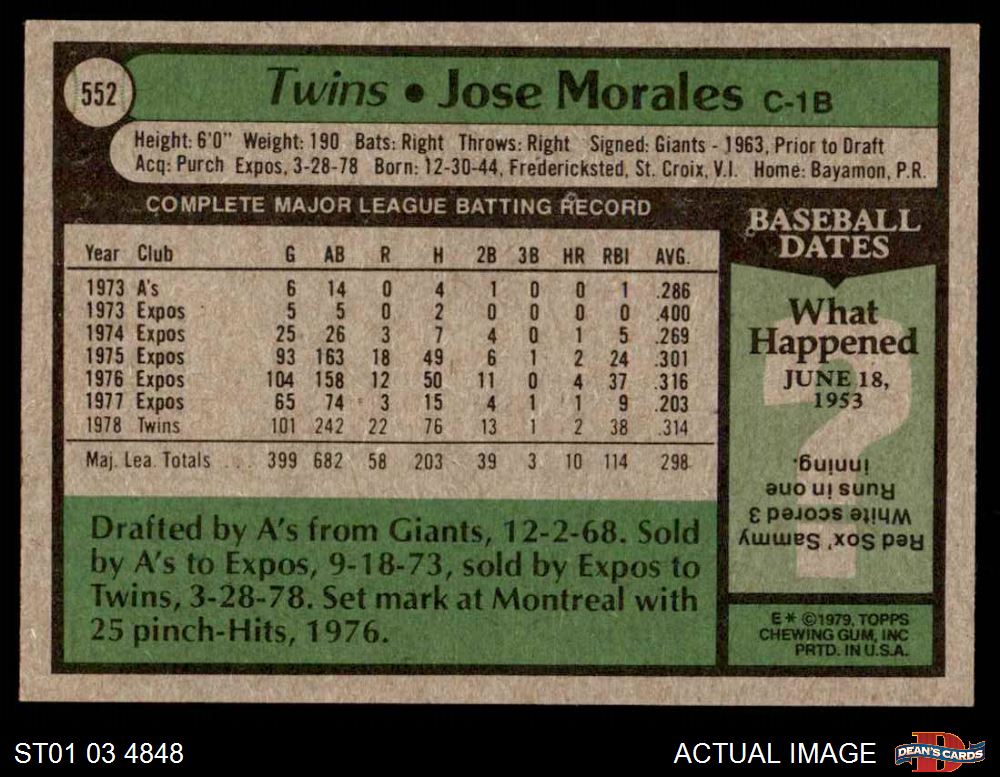 552
Twins • Jose Morales C-1B
Height: 6'0" Weight: 190 Bats: Right Throws: Right Signed: Giants - 1963, Prior to Draft
Acq: Purch Expos, 3-28-78 Born: 12-30-44, Fredericksted, St. Croix, V.I. Home: Bayamon, P.R.
COMPLETE MAJOR LEAGUE BATTING RECORD
Year Club G AB R H 2B 3B HR RBI AVG.
1973 A's 6 14 0 4 1 0 0 1 .286
1973 Expos 5 5 0 2 0 0 0 0 .400
1974 Expos 25 26 3 7 4 0 1 5 .269
1975 Expos 93 163 18 49 6 1 2 24 .301
1976 Expos 104 158 12 50 11 0 4 37 .316
1977 Expos 65 74 3 15 4 1 1 9 .203
1978 Twins 101 242 22 76 13 1 2 38 .314
Maj. Lea. Totals 399 682 58 203 39 3 10 114 .298
Drafted by A's from Giants, 12-2-68. Sold
by A's to Expos, 9-18-73, sold by Expos to
Twins, 3-28-78. Set mark at Montreal with
25 pinch-Hits, 1976.
BASEBALL
DATES
What
Happened
JUNE 18,
1953
?
Red Sox' Sammy
White scored 3
Runs in one
inning.
E* ©1979, TOPPS
CHEWING GUM, INC
PRTD. IN U.S.A.
ST01 03 4848
ACTUAL IMAGE
D
DEAN'S CARDS